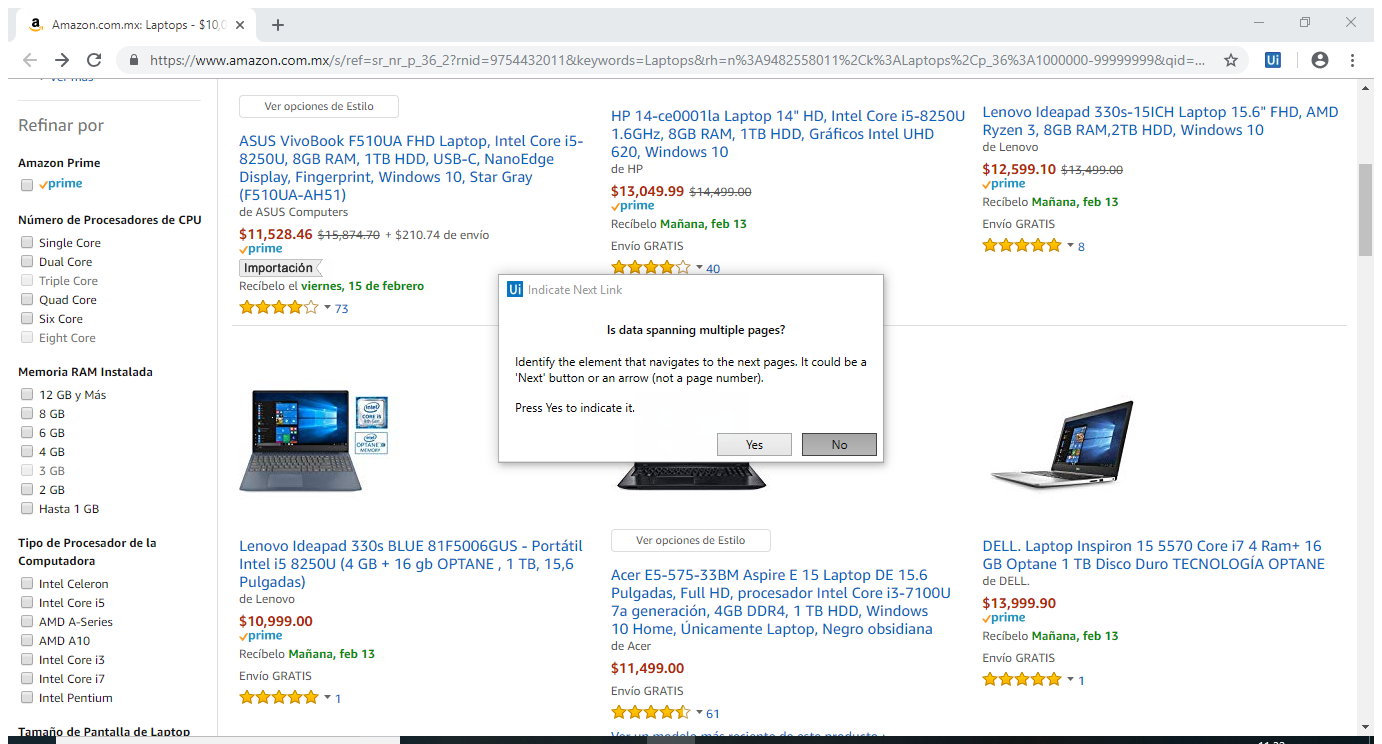 Amazon.com.mx: Laptops - $10,0
https://www.amazon.com.mx/s/ref=sr_nr_p_36_2?rnid=9754432011&keywords=Laptops&rh=n%3A9482558011%2Ck%3ALaptops%2Cp_36%3A1000000-99999999&qid=...
Ui
Ver más
Refinar por
Amazon Prime
prime
Número de Procesadores de CPU
Single Core
Dual Core
Triple Core
Quad Core
Six Core
Eight Core
Memoria RAM Instalada
12 GB y Más
8 GB
6 GB
4 GB
3 GB
2 GB
Hasta 1 GB
Tipo de Procesador de la
Computadora
Intel Celeron
Intel Core i5
AMD A-Series
AMD A10
Intel Core i3
Intel Core i7
Intel Pentium
Tamaño de Pantalla de Laptop
Ver opciones de Estilo
ASUS VivoBook F510UA FHD Laptop, Intel Core i5-
8250U, 8GB RAM, 1TB HDD, USB-C, NanoEdge
Display, Fingerprint, Windows 10, Star Gray
(F510UA-AH51)
de ASUS Computers
$11,528.46 $15,874.70 + $210.74 de envío
prime
Importación
Recíbelo el viernes, 15 de febrero
73
HP 14-ce0001la Laptop 14" HD, Intel Core i5-8250U
1.6GHz, 8GB RAM, 1TB HDD, Gráficos Intel UHD
620, Windows 10
de HP
$13,049.99 $14,499.00
prime
Recíbelo Mañana, feb 13
Envío GRATIS
40
Lenovo Ideapad 330s-15ICH Laptop 15.6" FHD, AMD
Ryzen 3, 8GB RAM,2TB HDD, Windows 10
de Lenovo
$12,599.10 $13,499.00
prime
Recíbelo Mañana, feb 13
Envío GRATIS
8
Ui Indicate Next Link
Is data spanning multiple pages?
Identify the element that navigates to the next pages. It could be a
'Next' button or an arrow (not a page number).
Press Yes to indicate it.
Yes
No
intel
CORE i5
intel
OPTANE
MEMORY
Lenovo Ideapad 330s BLUE 81F5006GUS - Portátil
Intel i5 8250U (4 GB + 16 gb OPTANE , 1 TB, 15,6
Pulgadas)
de Lenovo
$10,999.00
prime
Recíbelo Mañana, feb 13
Envío GRATIS
1
Ver opciones de Estilo
Acer E5-575-33BM Aspire E 15 Laptop DE 15.6
Pulgadas, Full HD, procesador Intel Core i3-7100U
7a generación, 4GB DDR4, 1 TB HDD, Windows
10 Home, Únicamente Laptop, Negro obsidiana
de Acer
$11,499.00
Envío GRATIS
61
Ver un modelo más reciente de este producto
DELL. Laptop Inspiron 15 5570 Core i7 4 Ram+ 16
GB Optane 1 TB Disco Duro TECNOLOGÍA OPTANE
de DELL.
$13,999.90
prime
Recíbelo Mañana, feb 13
Envío GRATIS
1